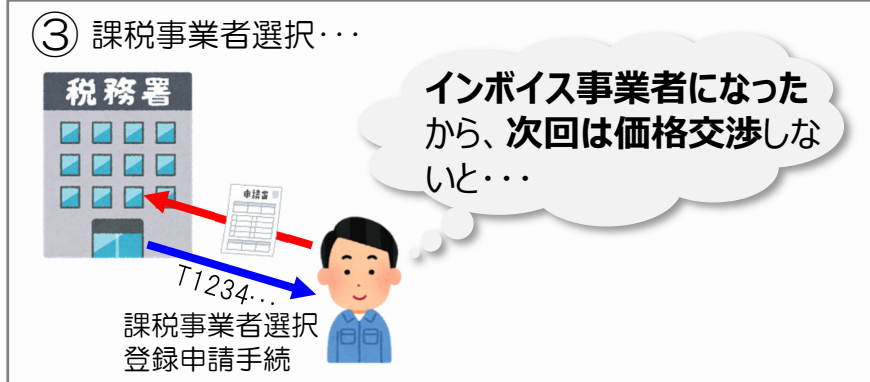 ③ 課税事業者選択･･･
税務署
インボイス事業者になった
から、次回は価格交渉しな
いと･･･
申請書
T1234･･･
課税事業者選択
登録申請手続